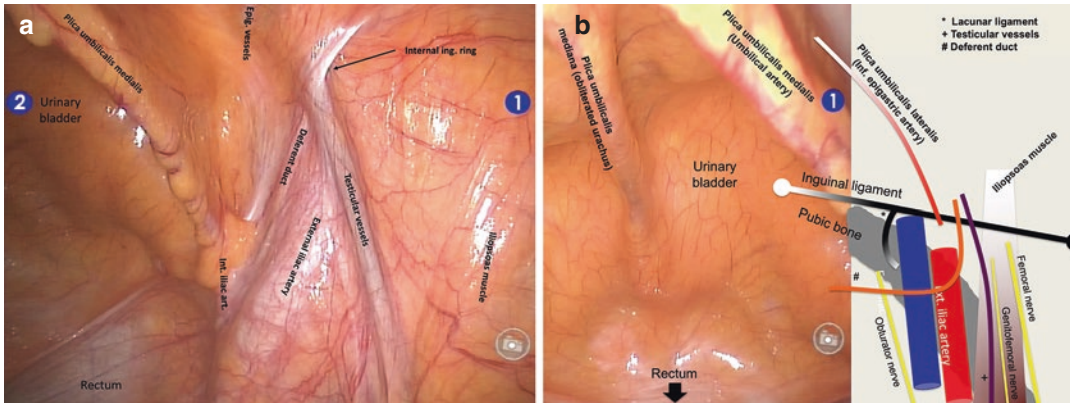 a
Epig. vessels
Plica umbilicalis medialis
Internal ing. ring
2
Urinary
bladder
1
Deferent duct
Testicular vessels
External iliac artery
Iliopsoas muscle
Int. iliac art.
Rectum
b
Plica umbilicalis
mediana (obliterated urachus)
Plica umbilicalis medialis
(Umbilical artery)
* Lacunar ligament
+ Testicular vessels
# Deferent duct
1
Plica umbilicalis lateralis
(Inf. epigastric artery)
Iliopsoas muscle
Urinary
bladder
Inguinal ligament
Pubic bone
*
#
Obturator nerve
Ext. iliac artery
Genitofemoral nerve
Femoral nerve
+
Rectum